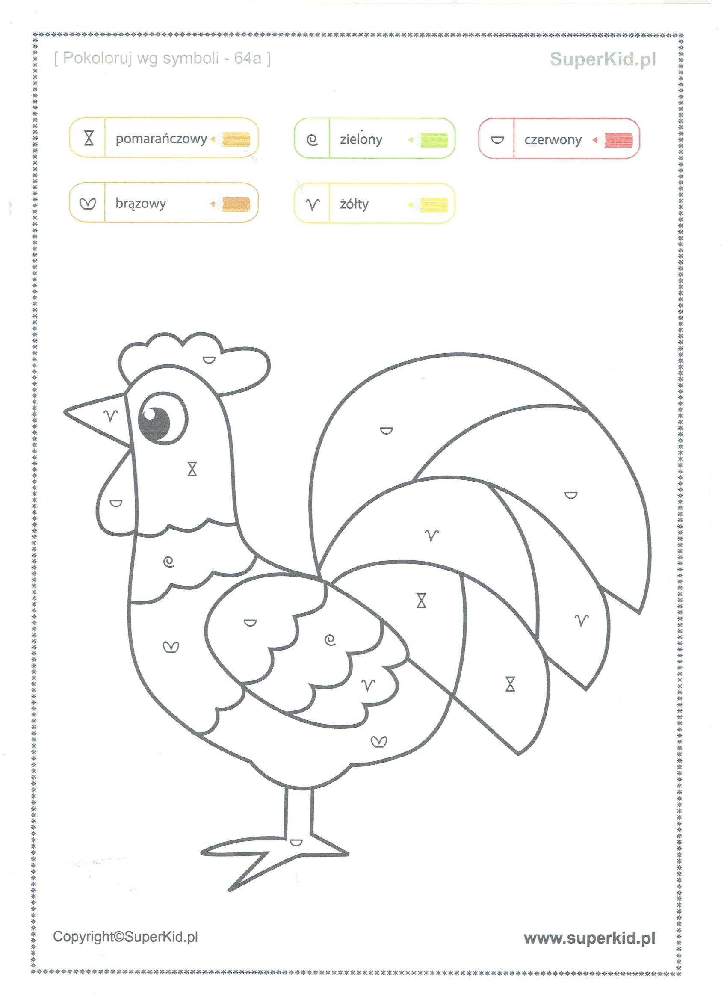 [ Pokoloruj wg symboli - 64a ]
SuperKid.pl
pomarańczowy
zielony
czerwony
brązowy
żółty
Copyright©SuperKid.pl
www.superkid.pl